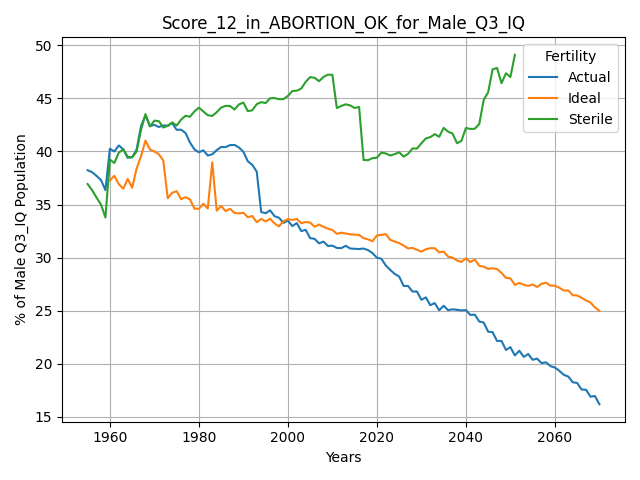 Score_12_in_ABORTION_OK_for_Male_Q3_IQ
% of Male Q3_IQ Population
50
45
40
35
30
25
20
15
Fertility
Actual
Ideal
Sterile
1960 1980 2000 2020 2040 2060
Years